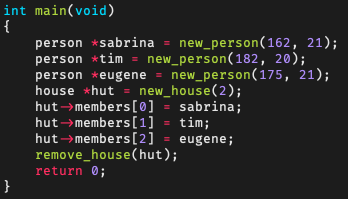 int main(void)
{
    person *sabrina = new_person(162, 21);
    person *tim = new_person(182, 20);
    person *eugene = new_person(175, 21);
    house *hut = new_house(2);
    hut->members[0] = sabrina;
    hut->members[1] = tim;
    hut->members[2] = eugene;
    remove_house(hut);
    return 0;
}